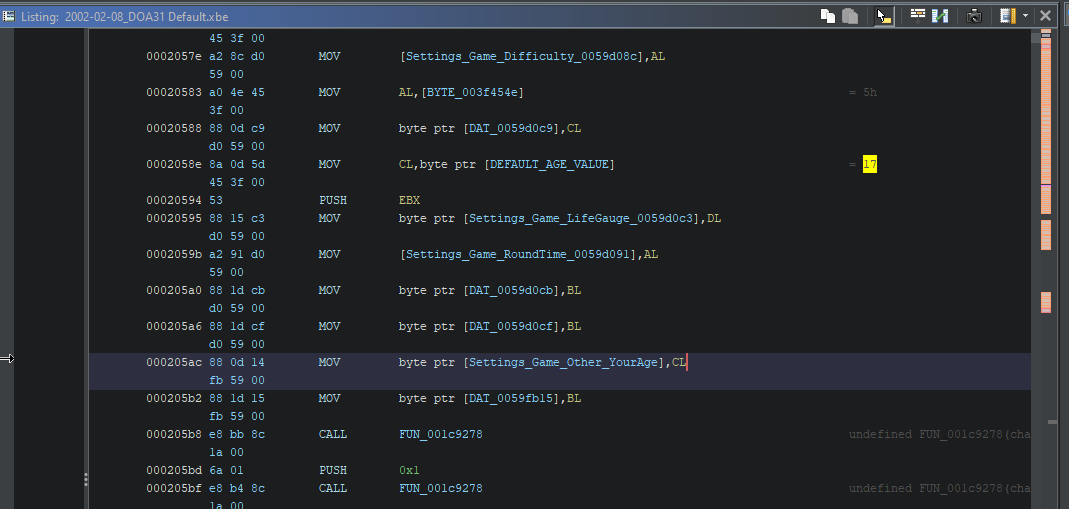 Listing: 2002-02-08_DOA31 Default.xbe
45 3f 00
0002057e a2 8c d0 MOV [Settings_Game_Difficulty_0059d08c],AL
59 00
00020583 a0 4e 45 MOV AL,[BYTE_003f454e] = 5h
3f 00
00020588 88 0d c9 MOV byte ptr [DAT_0059d0c9],CL
d0 59 00
0002058e 8a 0d 5d MOV CL,byte ptr [DEFAULT_AGE_VALUE] = 17
45 3f 00
00020594 53 PUSH EBX
00020595 88 15 c3 MOV byte ptr [Settings_Game_LifeGauge_0059d0c3],DL
d0 59 00
0002059b a2 91 d0 MOV [Settings_Game_RoundTime_0059d091],AL
59 00
000205a0 88 1d cb MOV byte ptr [DAT_0059d0cb],BL
d0 59 00
000205a6 88 1d cf MOV byte ptr [DAT_0059d0cf],BL
d0 59 00
000205ac 88 0d 14 MOV byte ptr [Settings_Game_Other_YourAge],CL
fb 59 00
000205b2 88 1d 15 MOV byte ptr [DAT_0059fb15],BL
fb 59 00
000205b8 e8 bb 8c CALL FUN_001c9278 undefined FUN_001c9278(cha
1a 00
000205bd 6a 01 PUSH 0x1
000205bf e8 b4 8c CALL FUN_001c9278 undefined FUN_001c9278(cha
1a 00